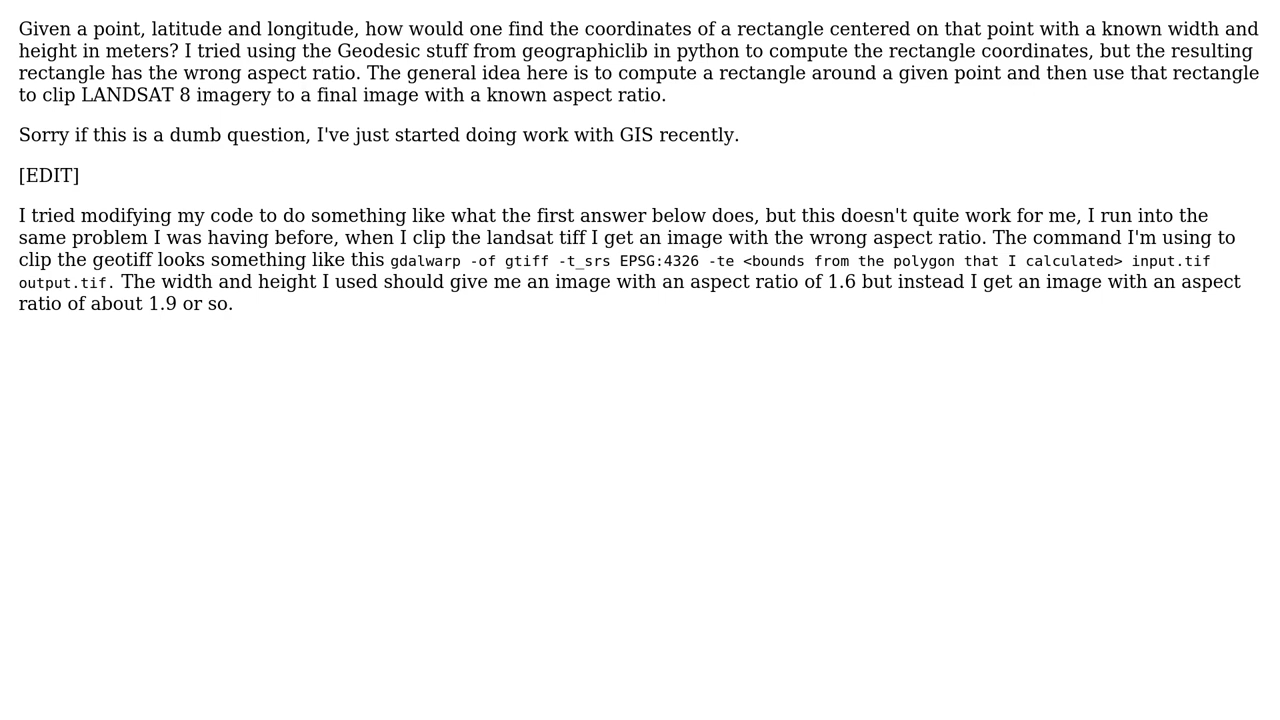 Given a point, latitude and longitude, how would one find the coordinates of a rectangle centered on that point with a known width and
height in meters? I tried using the Geodesic stuff from geographiclib in python to compute the rectangle coordinates, but the resulting
rectangle has the wrong aspect ratio. The general idea here is to compute a rectangle around a given point and then use that rectangle
to clip LANDSAT 8 imagery to a final image with a known aspect ratio.
Sorry if this is a dumb question, I've just started doing work with GIS recently.
[EDIT]
I tried modifying my code to do something like what the first answer below does, but this doesn't quite work for me, I run into the
same problem I was having before, when I clip the landsat tiff I get an image with the wrong aspect ratio. The command I'm using to
clip the geotiff looks something like this gdalwarp -of gtiff -t_srs EPSG:4326 -te <bounds from the polygon that I calculated> input.tif
output.tif. The width and height I used should give me an image with an aspect ratio of 1.6 but instead I get an image with an aspect
ratio of about 1.9 or so.